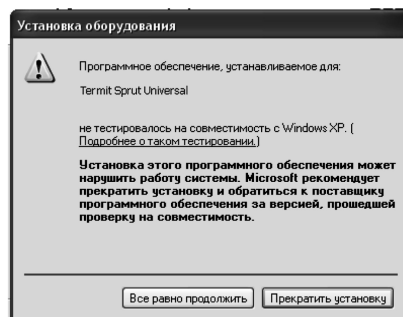 Установка оборудования
Программное обеспечение, устанавливаемое для:
Termit Sprut Universal
не тестировалось на совместимость с Windows XP. (
Подробнее о таком тестировании.)
Установка этого программного обеспечения может
нарушить работу системы. Microsoft рекомендует
прекратить установку и обратиться к поставщику
программного обеспечения за версией, прошедшей
проверку на совместимость.
Все равно продолжить
Прекратить установку